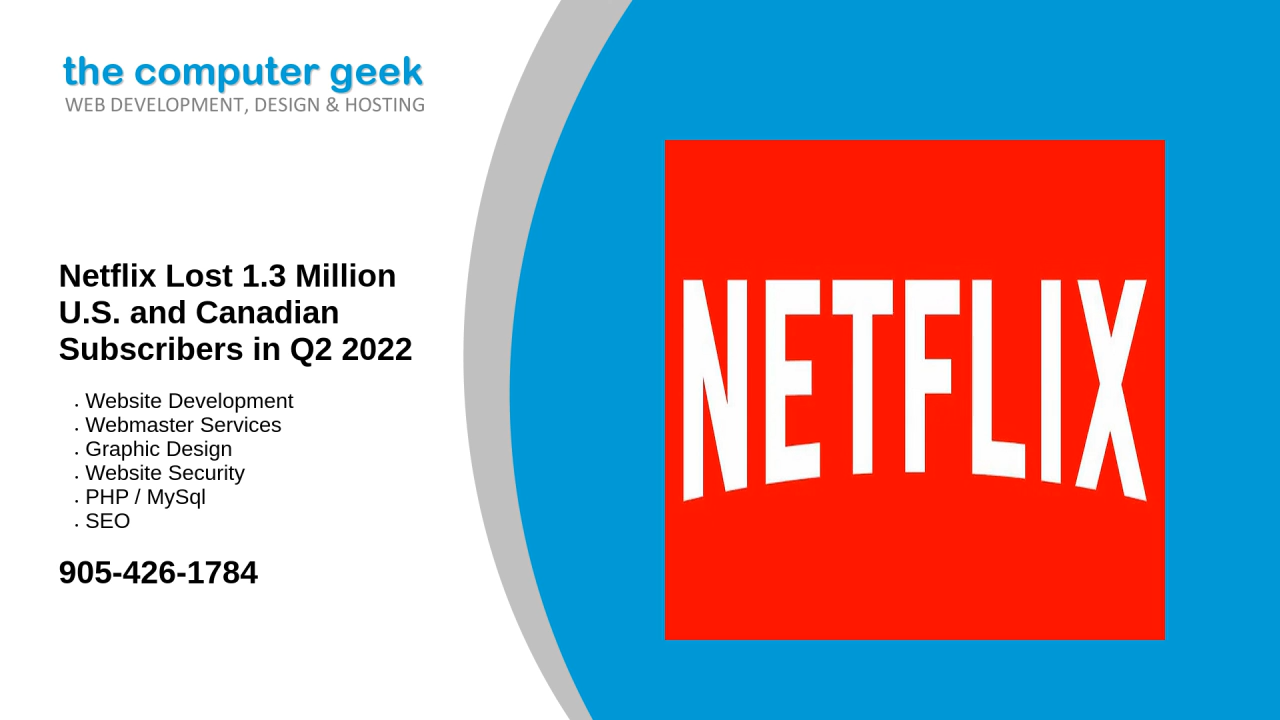 the computer geek
WEB DEVELOPMENT, DESIGN & HOSTING
Netflix Lost 1.3 Million
U.S. and Canadian
Subscribers in Q2 2022
· Website Development
· Webmaster Services
· Graphic Design
· Website Security
· PHP / MySql
· SEO
905-426-1784
NETFLIX